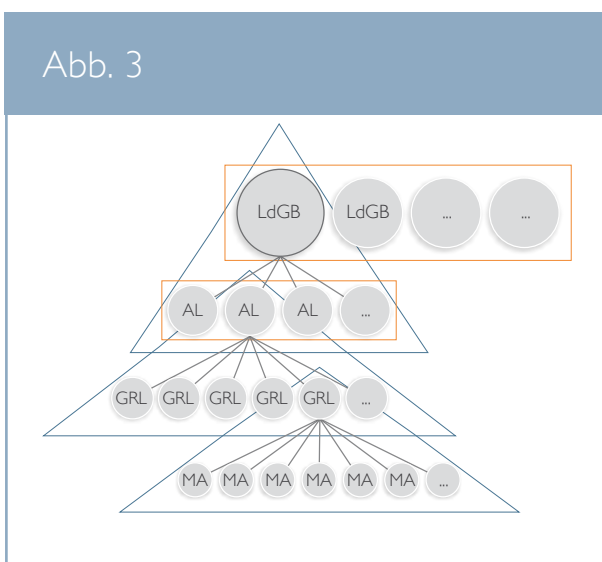 Abb. 3
LdGB LdGB ... ...
AL AL AL ...
GRL GRL GRL GRL GRL ...
MA MA MA MA MA MA ...